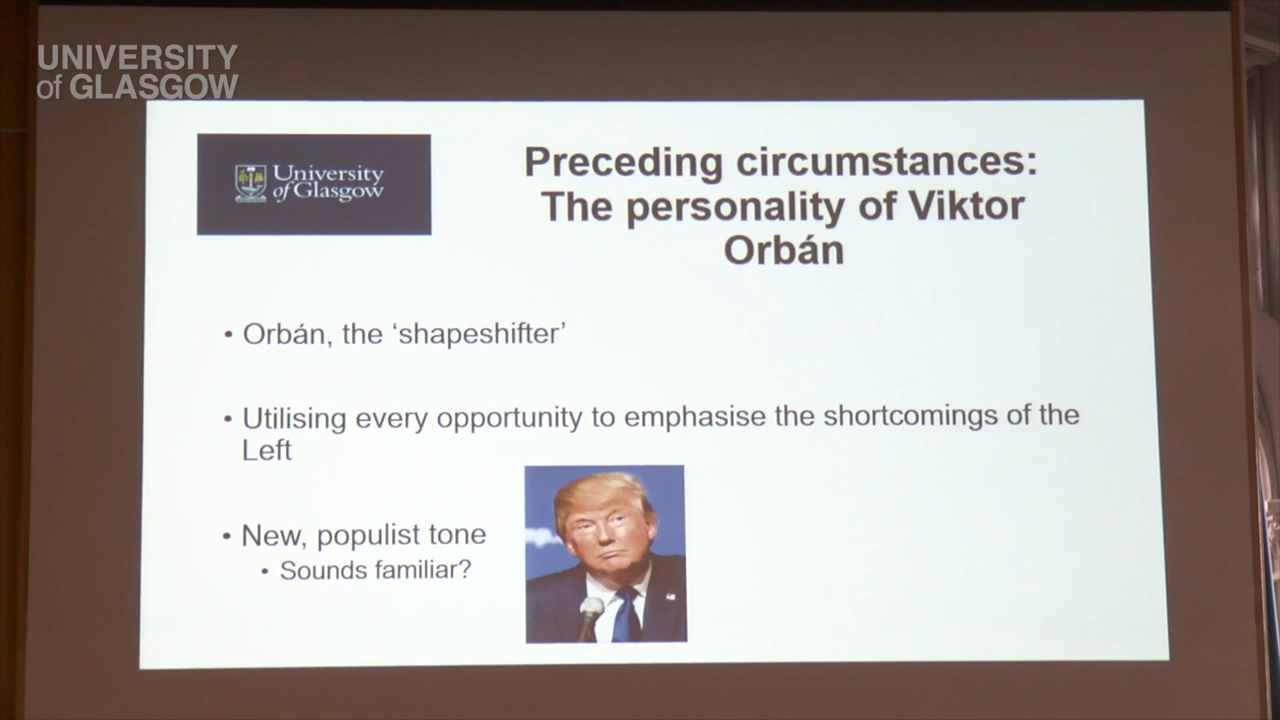 UNIVERSITY
of GLASGOW
University
of Glasgow
Preceding circumstances:
The personality of Viktor
Orbán
• Orbán, the ‘shapeshifter’
• Utilising every opportunity to emphasise the shortcomings of the
Left
• New, populist tone
• Sounds familiar?